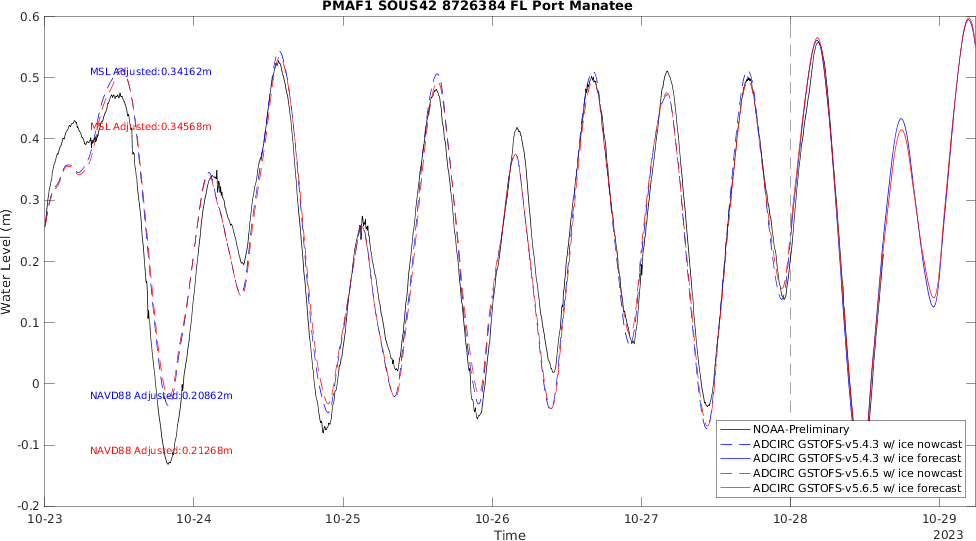 PMAF1 SOUS42 8726384 FL Port Manatee
0.6
0.5
0.4
0.3
0.2
0.1
0
-0.1
-0.2
Water Level (m)
MSL Adjusted:0.34162m
MSL Adjusted:0.34568m
NAVD88 Adjusted:0.20862m
NAVD88 Adjusted:0.21268m
NOAA-Preliminary
ADCIRC GSTOFS-v5.4.3 w/ ice nowcast
ADCIRC GSTOFS-v5.4.3 w/ ice forecast
ADCIRC GSTOFS-v5.6.5 w/ ice nowcast
ADCIRC GSTOFS-v5.6.5 w/ ice forecast
10-23 10-24 10-25 10-26 10-27 10-28 10-29
Time
2023